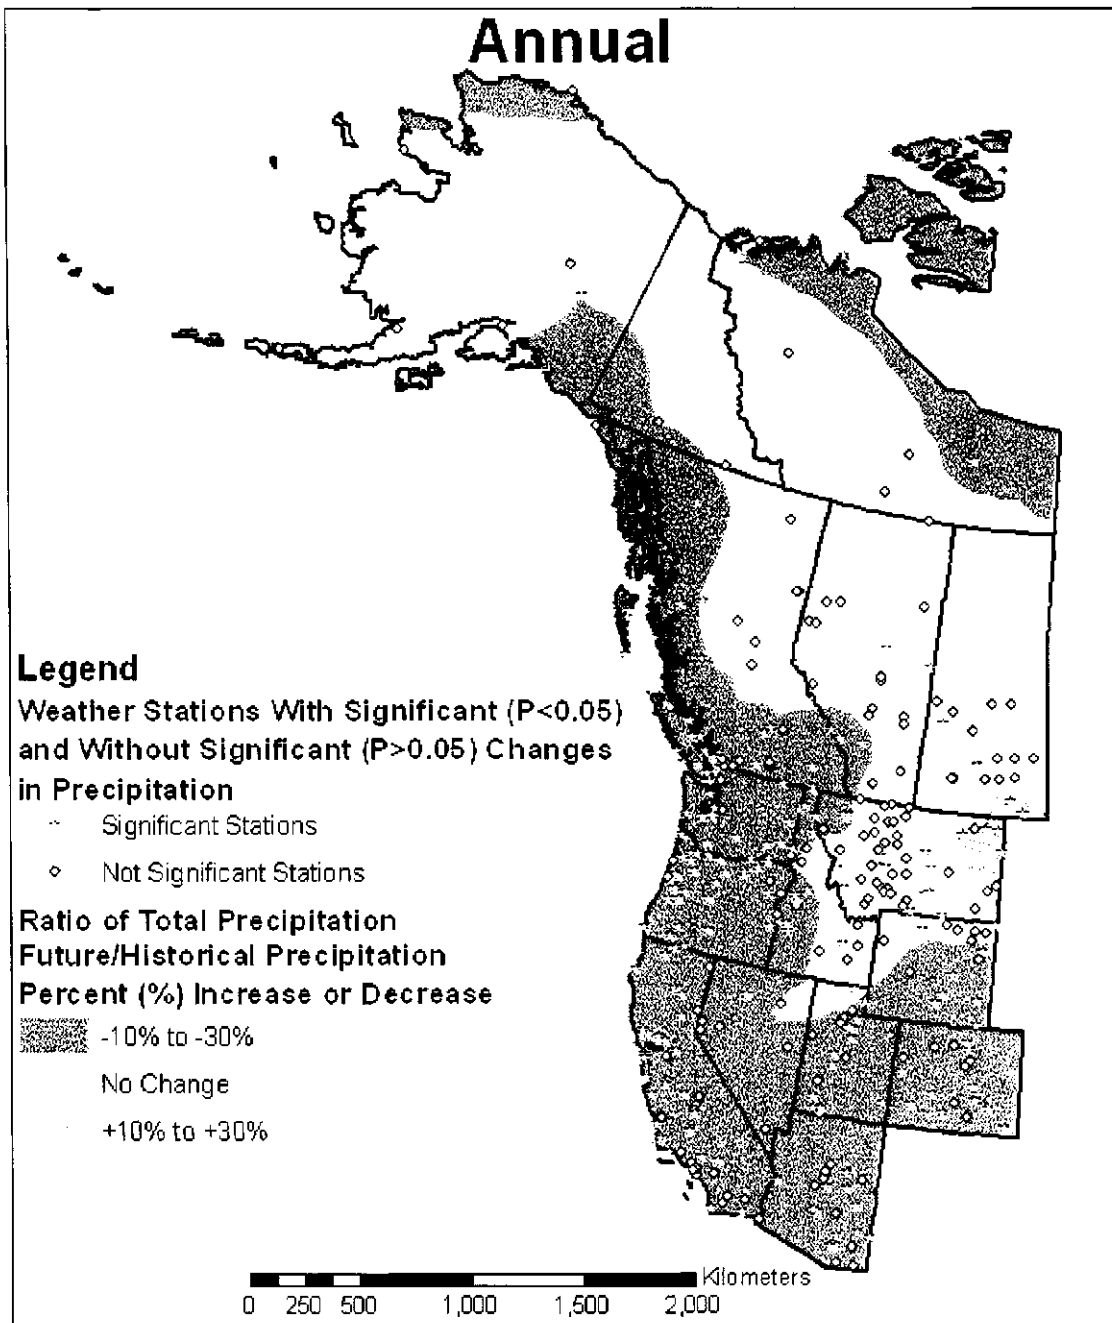 Annual
Legend
Weather Stations With Significant (P<0.05)
and Without Significant (P>0.05) Changes
in Precipitation
Significant Stations
Not Significant Stations
Ratio of Total Precipitation
Future/Historical Precipitation
Percent (%) Increase or Decrease
-10% to -30%
No Change
+10% to +30%
Kilometers
0 250 500 1,000 1,500 2,000